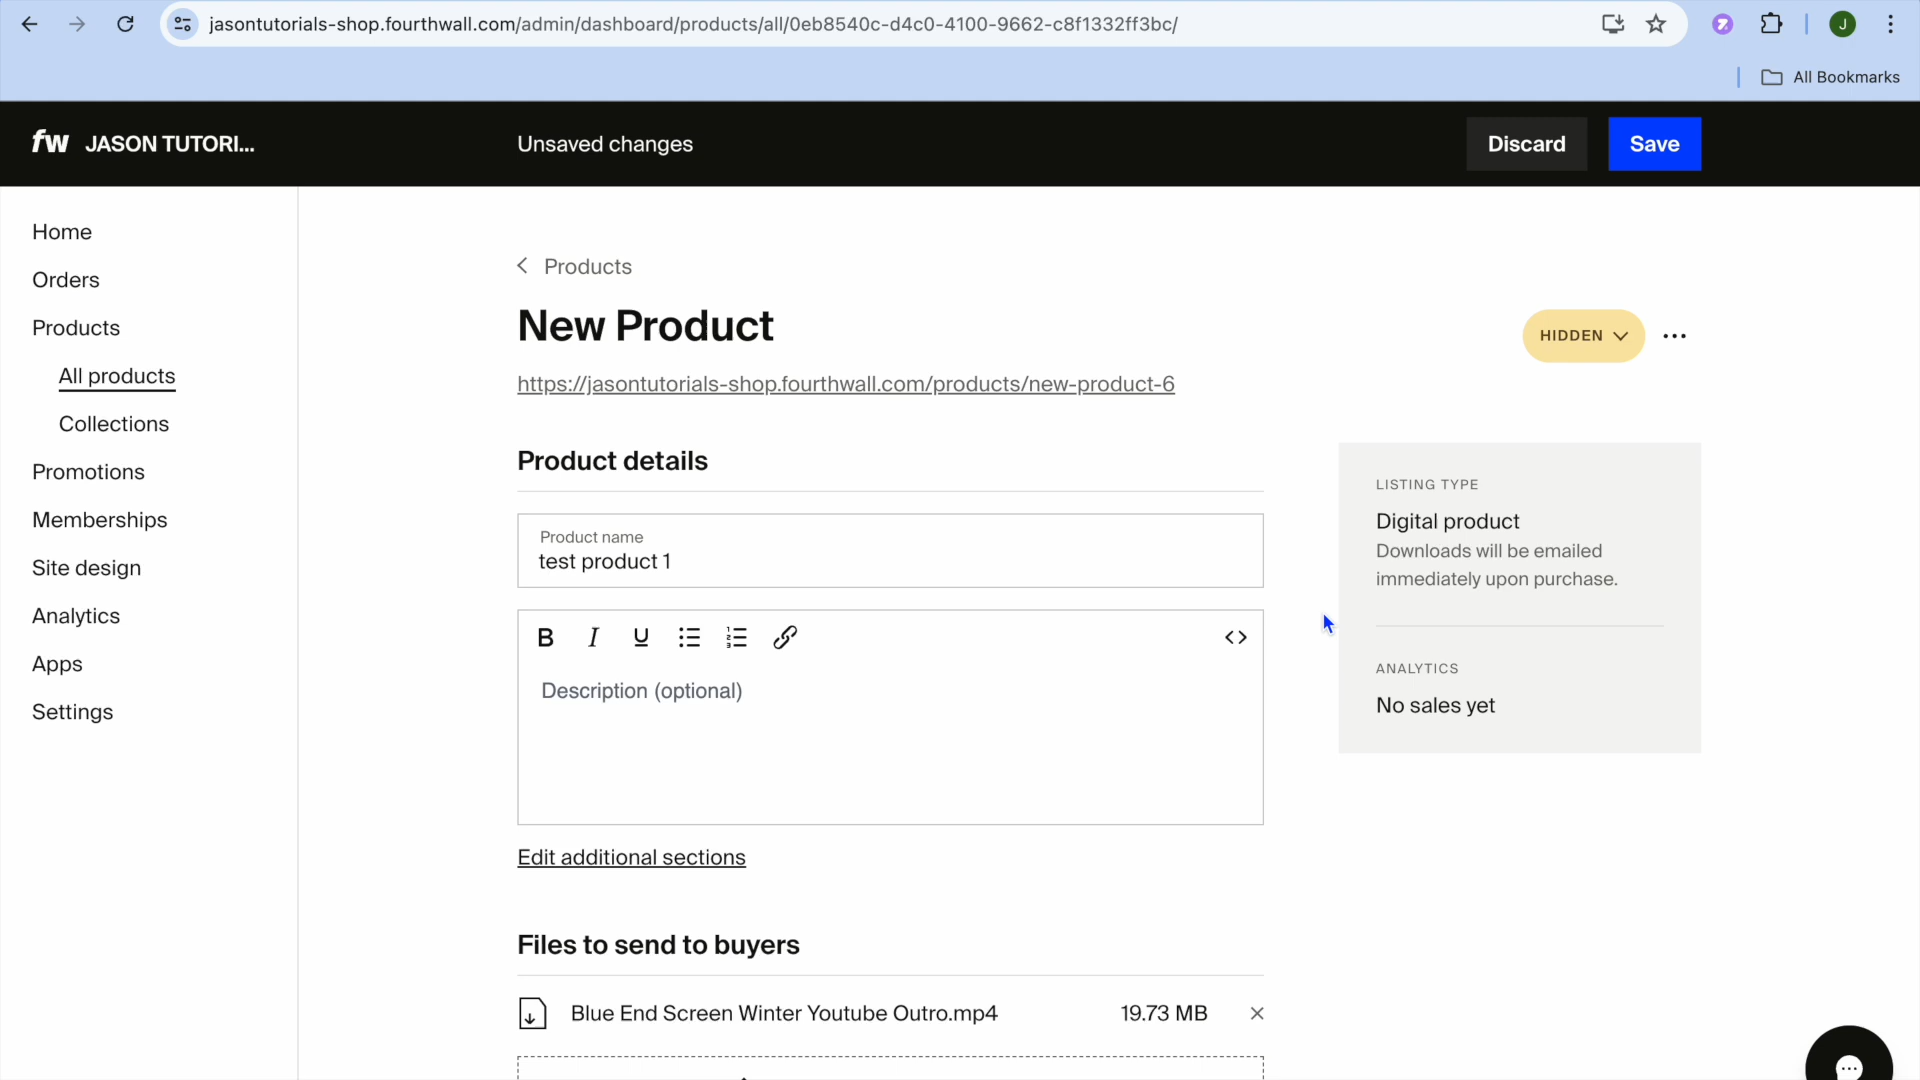 jasontutorials-shop.fourthwall.com/admin/dashboard/products/all/0eb8540c-d4c0-4100-9662-c8f1332ff3bc/
J
All Bookmarks
fw JASON TUTORI...
Unsaved changes
Discard
Save
Home
Orders
Products
All products
Collections
Promotions
Memberships
Site design
Analytics
Apps
Settings
Products
New Product
HIDDEN
https://jasontutorials-shop.fourthwall.com/products/new-product-6
Product details
Product name
test product 1
B I U
Description (optional)
Edit additional sections
Files to send to buyers
Blue End Screen Winter Youtube Outro.mp4 19.73 MB
LISTING TYPE
Digital product
Downloads will be emailed
immediately upon purchase.
ANALYTICS
No sales yet